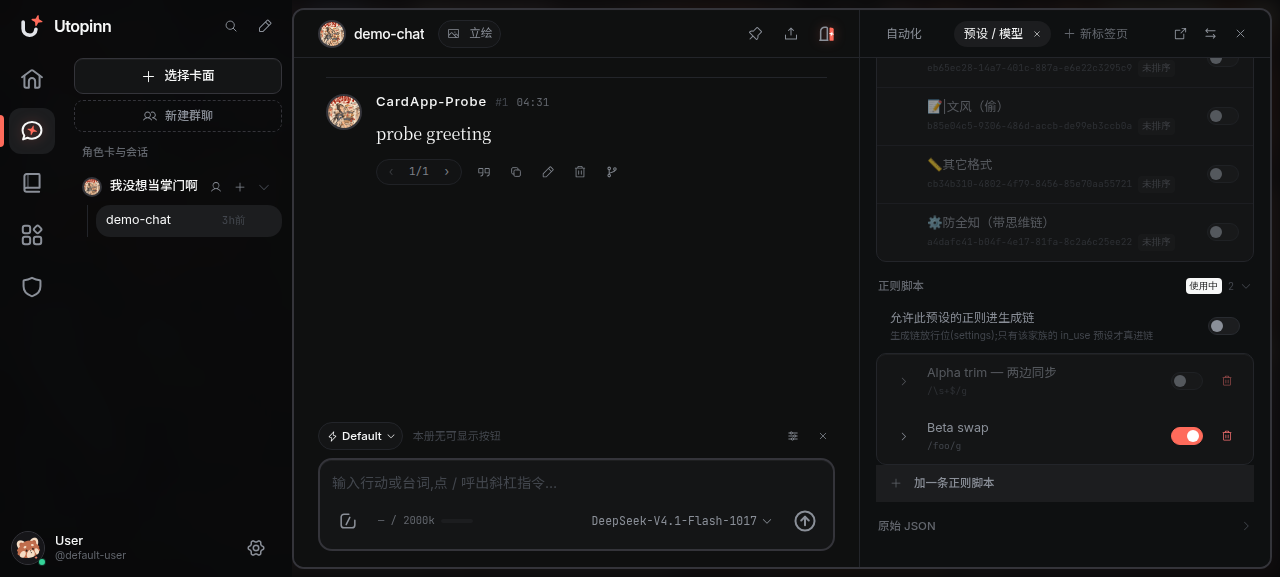 Utopinn
选择卡面
新建群聊
角色卡与会话
我没想当掌门啊
demo-chat
3h前
User
@default-user
demo-chat
立绘
CardApp-Probe #1 04:31
probe greeting
1/1
Default
本册无可显示按钮
输入行动或台词,点 / 呼出斜杠指令...
— / 2000k
DeepSeek-V4.1-Flash-1017
自动化
预设 / 模型
新标签页
未排序
文风（偷）
未排序
其它格式
未排序
防全知（带思维链）
未排序
正则脚本
使用中
2
允许此预设的正则进生成链
生成链放行位(settings);只有该家族的 in_use 预设才真进链
Alpha trim — 两边同步
/\s+$/g
Beta swap
/foo/g
加一条正则脚本
原始 JSON